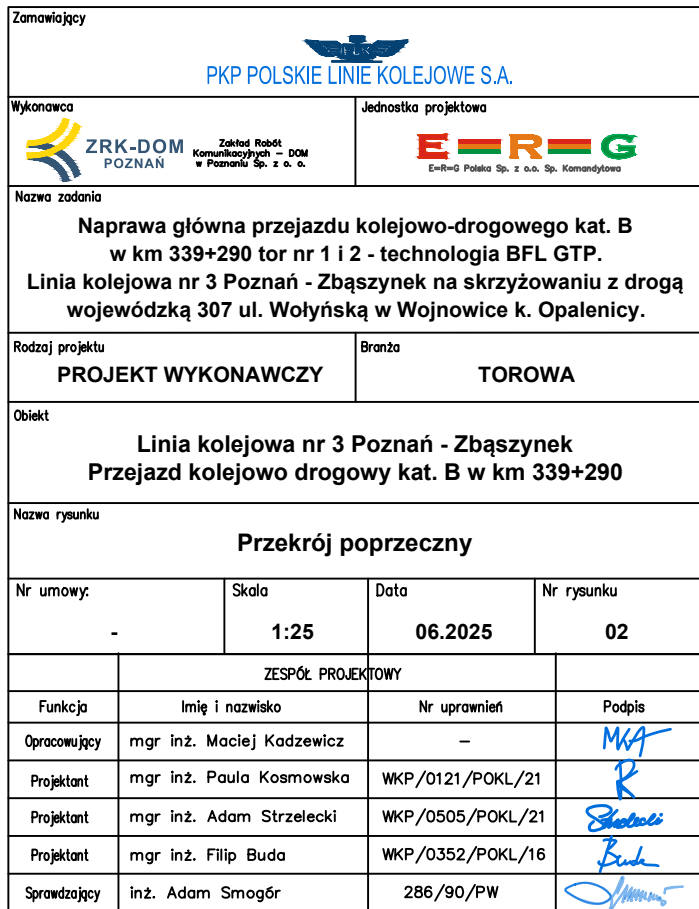 Zamawiający
PKP POLSKIE LINIE KOLEJOWE S.A.
Wykonawca
ZRK-DOM
POZNAŃ
Zakład Robót
Komunikacyjnych – DOM
w Poznaniu Sp. z o. o.
Jednostka projektowa
E=R=G
E=R=G Polska Sp. z o.o. Sp. Komandytowa
Nazwa zadania
Naprawa główna przejazdu kolejowo-drogowego kat. B
w km 339+290 tor nr 1 i 2 - technologia BFL GTP.
Linia kolejowa nr 3 Poznań - Zbąszynek na skrzyżowaniu z drogą
wojewódzką 307 ul. Wołyńską w Wojnowice k. Opalenicy.
Rodzaj projektu
PROJEKT WYKONAWCZY
Branża
TOROWA
Obiekt
Linia kolejowa nr 3 Poznań - Zbąszynek
Przejazd kolejowo drogowy kat. B w km 339+290
Nazwa rysunku
Przekrój poprzeczny
Nr umowy: Skala Data Nr rysunku
- 1:25 06.2025 02
ZESPÓŁ PROJEKTOWY
Funkcja Imię i nazwisko Nr uprawnień Podpis
Opracowujący mgr inż. Maciej Kadzewicz –
Projektant mgr inż. Paula Kosmowska WKP/0121/POKL/21
Projektant mgr inż. Adam Strzelecki WKP/0505/POKL/21
Projektant mgr inż. Filip Buda WKP/0352/POKL/16 Buda
Sprawdzający inż. Adam Smogór 286/90/PW